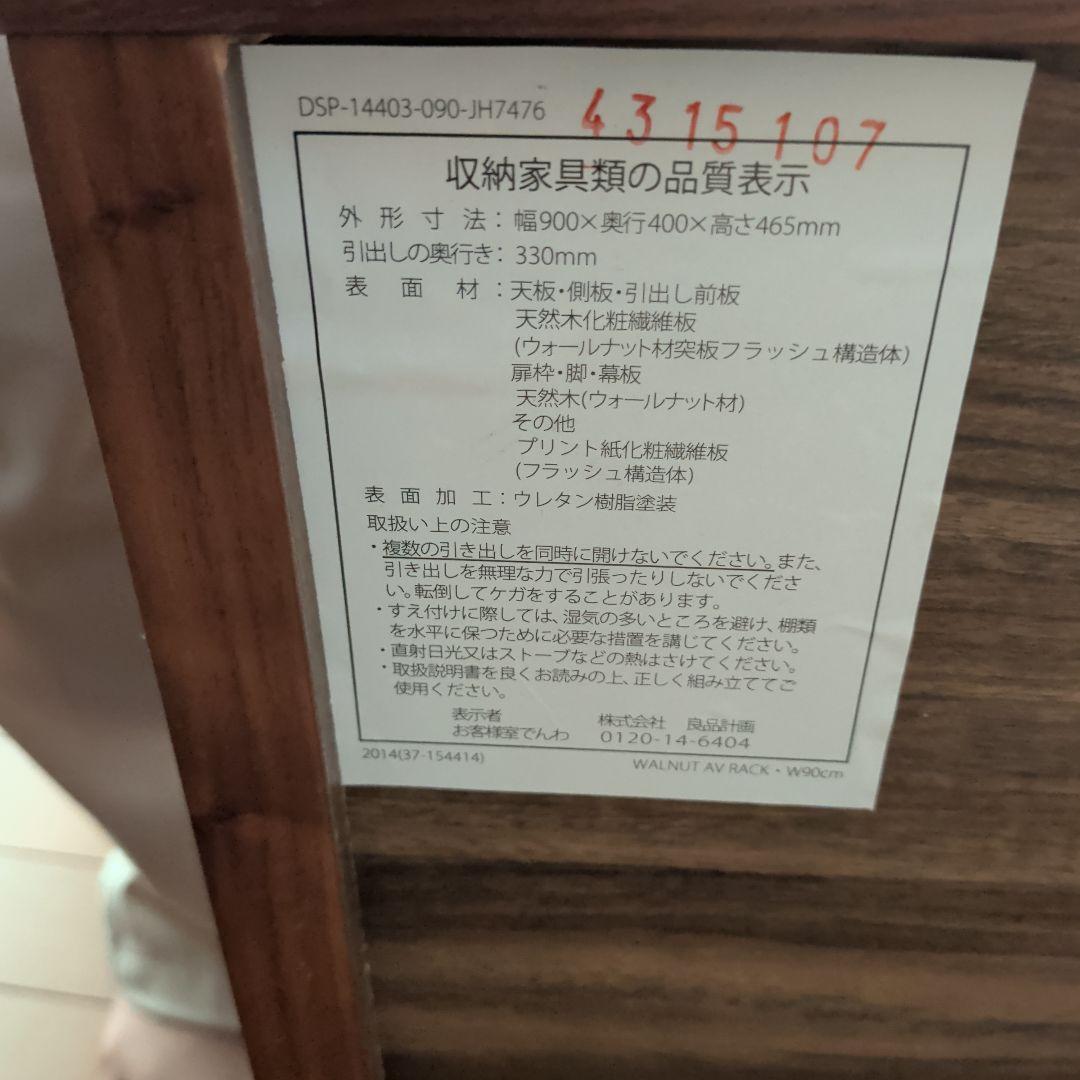 DSP-14403-090-JH7476 4315107
収納家具類の品質表示
外形寸法：幅900×奥行400×高さ465mm
引出しの奥行き：330mm
表面材：天板・側板・引出し前板
天然木化粧繊維板
(ウォールナット材突板フラッシュ構造体)
扉枠・脚・幕板
天然木(ウォールナット材)
その他
プリント紙化粧繊維板
(フラッシュ構造体)
表面加工：ウレタン樹脂塗装
取扱い上の注意
・複数の引き出しを同時に開けないでください。また、
引き出しを無理な力で引張ったりしないでくださ
い。転倒してケガをすることがあります。
・すえ付けに際しては、湿気の多いところを避け、棚類
を水平に保つために必要な措置を講じてください。
・直射日光又はストーブなどの熱はさけてください。
・取扱説明書を良くお読みの上、正しく組み立ててご
使用ください。
表示者 株式会社 良品計画
お客様室でんわ 0120-14-6404
2014(37-154414) WALNUT AV RACK・W90cm